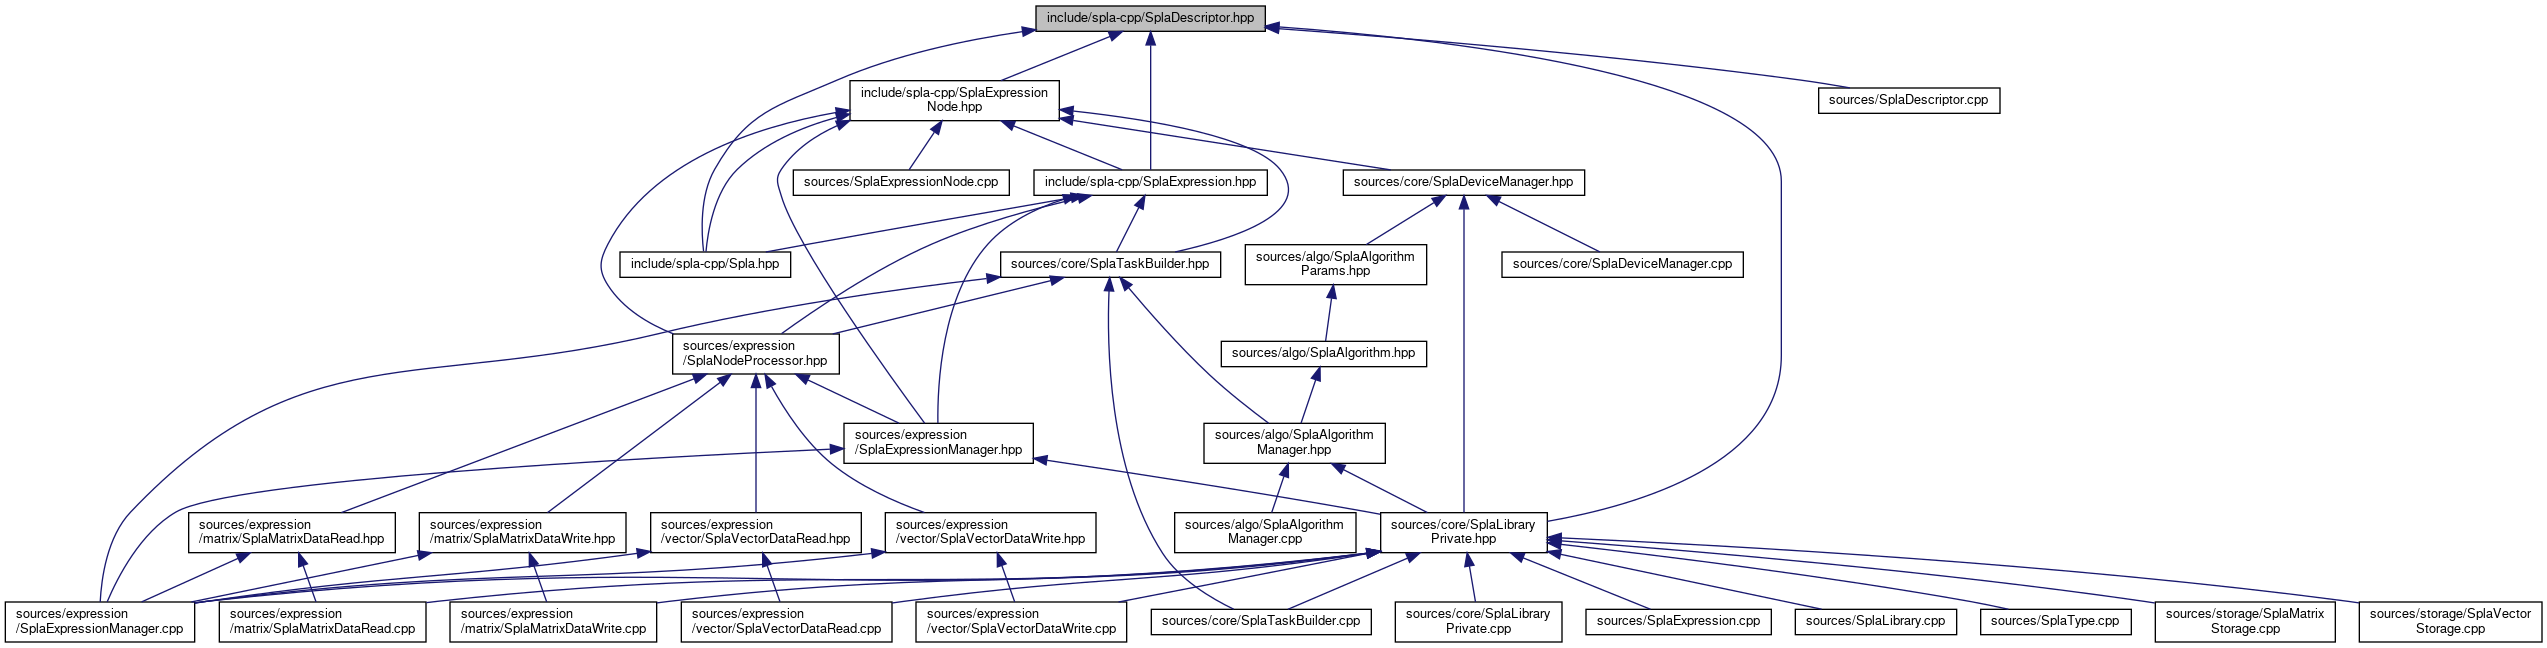 include/spla-cpp/SplaDescriptor.hpp
include/spla-cpp/SplaExpression
Node.hpp
sources/SplaDescriptor.cpp
sources/SplaExpressionNode.cpp
include/spla-cpp/SplaExpression.hpp
sources/core/SplaDeviceManager.hpp
include/spla-cpp/Spla.hpp
sources/core/SplaTaskBuilder.hpp
sources/algo/SplaAlgorithm
Params.hpp
sources/core/SplaDeviceManager.cpp
sources/expression
/SplaNodeProcessor.hpp
sources/algo/SplaAlgorithm.hpp
sources/expression
/SplaExpressionManager.hpp
sources/algo/SplaAlgorithm
Manager.hpp
sources/expression
/matrix/SplaMatrixDataRead.hpp
sources/expression
/matrix/SplaMatrixDataWrite.hpp
sources/expression
/vector/SplaVectorDataRead.hpp
sources/expression
/vector/SplaVectorDataWrite.hpp
sources/algo/SplaAlgorithm
Manager.cpp
sources/core/SplaLibrary
Private.hpp
sources/expression
/SplaExpressionManager.cpp
sources/expression
/matrix/SplaMatrixDataRead.cpp
sources/expression
/matrix/SplaMatrixDataWrite.cpp
sources/expression
/vector/SplaVectorDataRead.cpp
sources/expression
/vector/SplaVectorDataWrite.cpp
sources/core/SplaTaskBuilder.cpp
sources/core/SplaLibrary
Private.cpp
sources/SplaExpression.cpp
sources/SplaLibrary.cpp
sources/SplaType.cpp
sources/storage/SplaMatrix
Storage.cpp
sources/storage/SplaVector
Storage.cpp